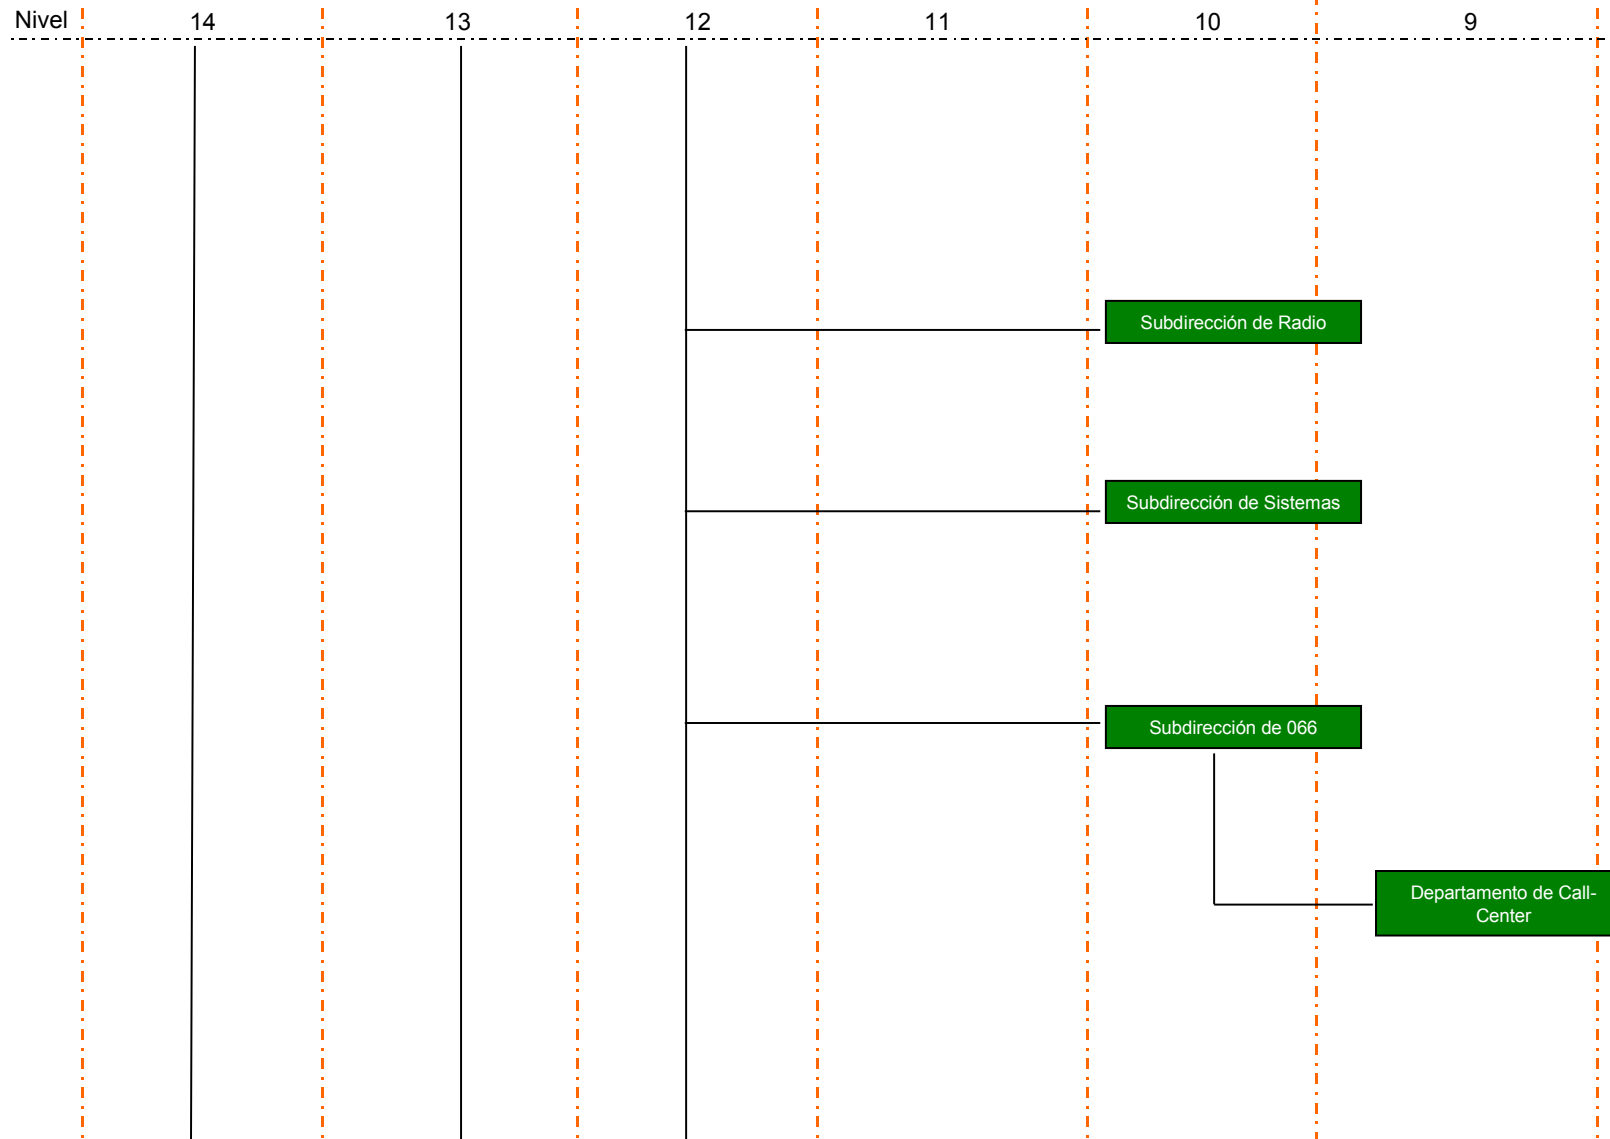 Nivel 14 13 12 11 10 9
Subdirección de Radio
Subdirección de Sistemas
Subdirección de 066
Departamento de Call-
Center